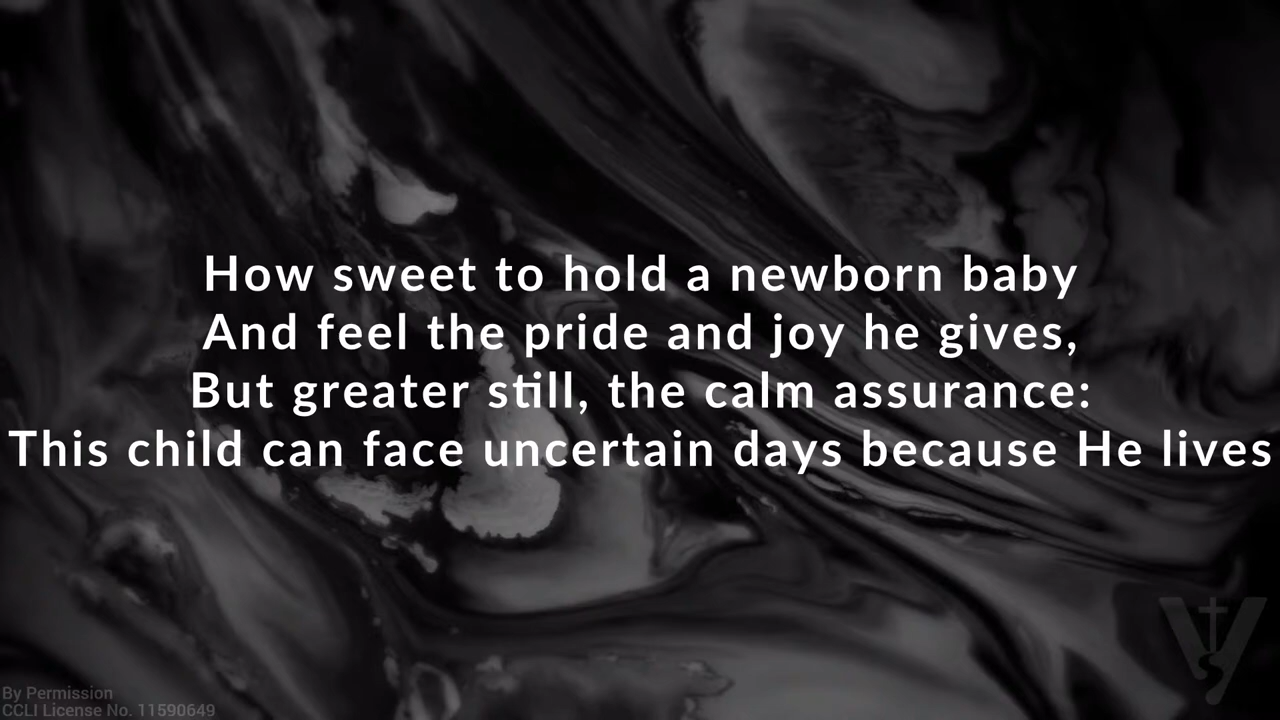 How sweet to hold a newborn baby
And feel the pride and joy he gives,
But greater still, the calm assurance:
This child can face uncertain days because He lives
By Permission
CCLI License No. 11590649